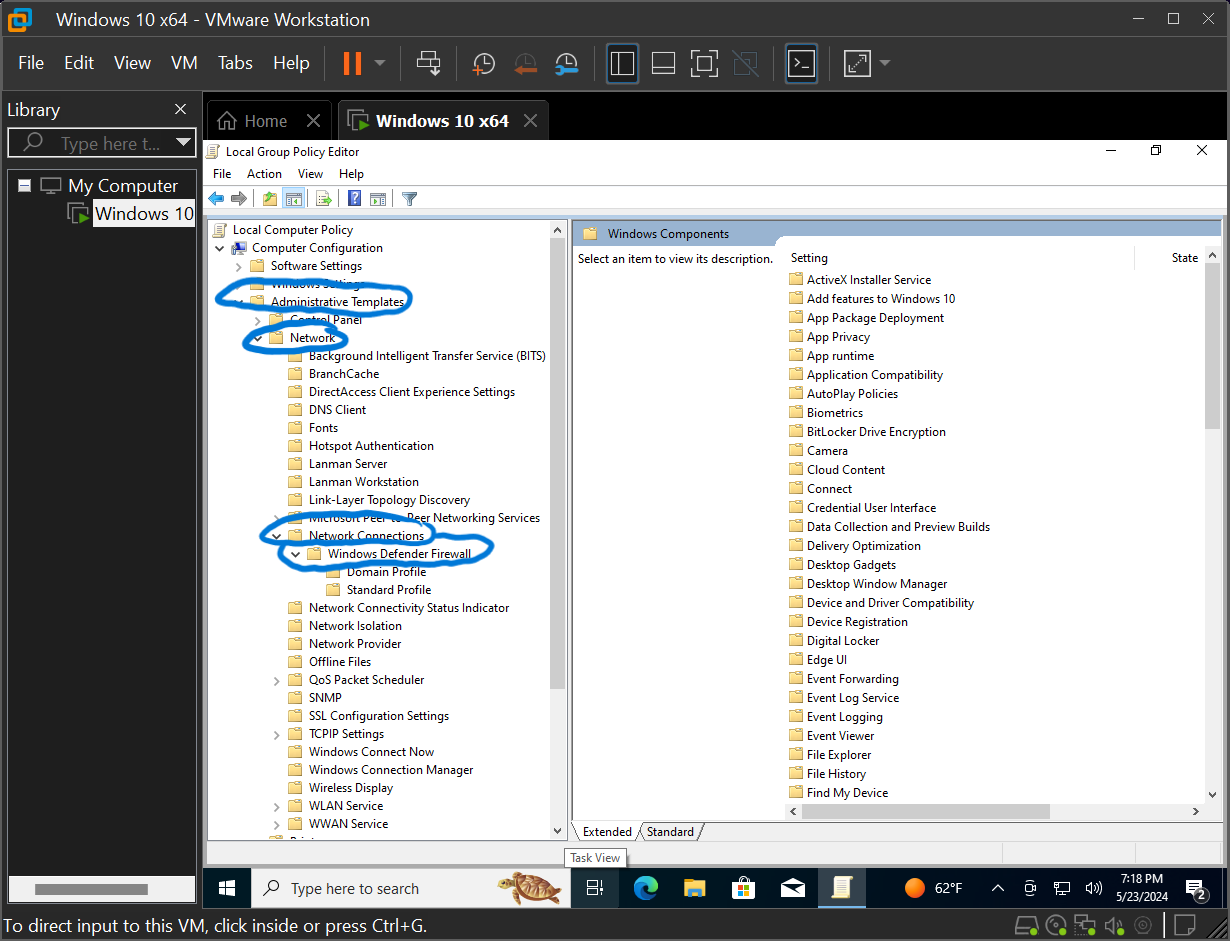 Windows 10 x64 - VMware Workstation
File Edit View VM Tabs Help
Library
Type here t...
My Computer
Windows 10
Home
Windows 10 x64
Local Group Policy Editor
File Action View Help
Local Computer Policy
Computer Configuration
Software Settings
Windows Settings
Administrative Templates
Control Panel
Network
Background Intelligent Transfer Service (BITS)
BranchCache
DirectAccess Client Experience Settings
DNS Client
Fonts
Hotspot Authentication
Lanman Server
Lanman Workstation
Link-Layer Topology Discovery
Microsoft Peer-to-Peer Networking Services
Network Connections
Windows Defender Firewall
Domain Profile
Standard Profile
Network Connectivity Status Indicator
Network Isolation
Network Provider
Offline Files
QoS Packet Scheduler
SNMP
SSL Configuration Settings
TCPIP Settings
Windows Connect Now
Windows Connection Manager
Wireless Display
WLAN Service
WWAN Service
Windows Components
Select an item to view its description.
Setting State
ActiveX Installer Service
Add features to Windows 10
App Package Deployment
App Privacy
App runtime
Application Compatibility
AutoPlay Policies
Biometrics
BitLocker Drive Encryption
Camera
Cloud Content
Connect
Credential User Interface
Data Collection and Preview Builds
Delivery Optimization
Desktop Gadgets
Desktop Window Manager
Device and Driver Compatibility
Device Registration
Digital Locker
Edge UI
Event Forwarding
Event Log Service
Event Logging
Event Viewer
File Explorer
File History
Find My Device
Extended Standard
Task View
Type here to search
62°F
7:18 PM
5/23/2024
2
To direct input to this VM, click inside or press Ctrl+G.